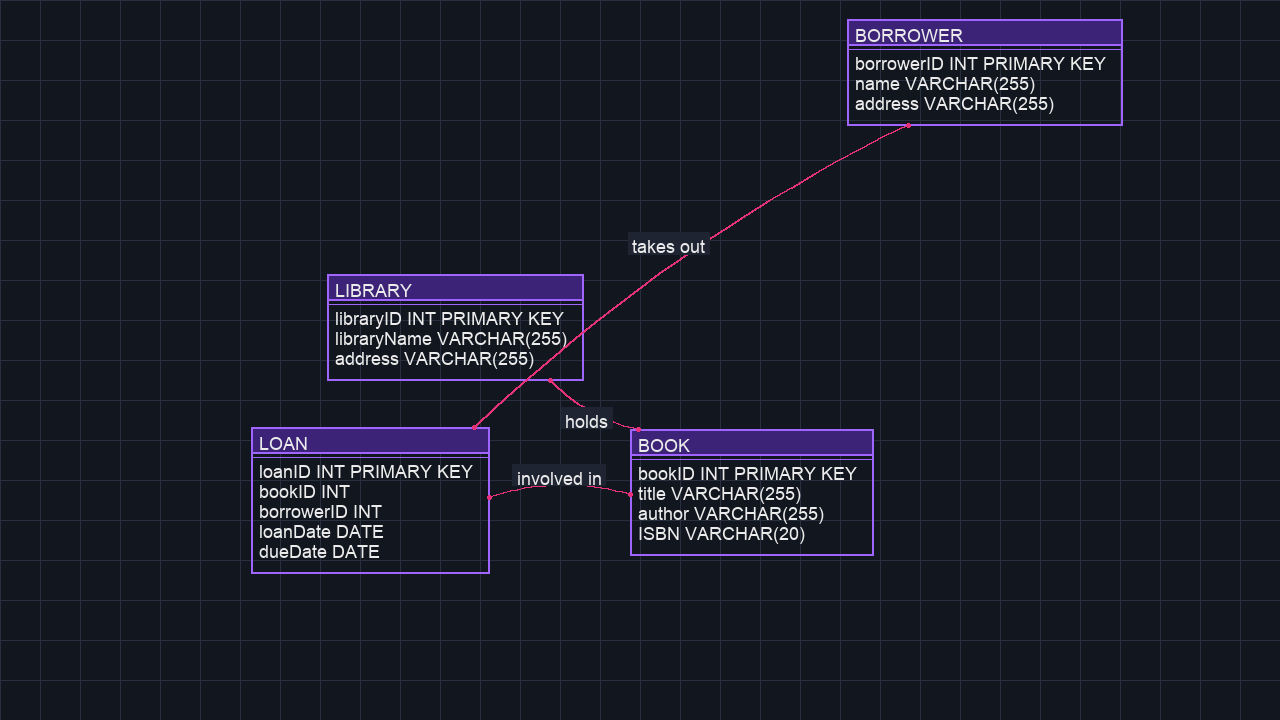 BORROWER
borrowerID INT PRIMARY KEY
name VARCHAR(255)
address VARCHAR(255)
takes out
LIBRARY
libraryID INT PRIMARY KEY
libraryName VARCHAR(255)
address VARCHAR(255)
holds
LOAN
loanID INT PRIMARY KEY
bookID INT
borrowerID INT
loanDate DATE
dueDate DATE
involved in
BOOK
bookID INT PRIMARY KEY
title VARCHAR(255)
author VARCHAR(255)
ISBN VARCHAR(20)